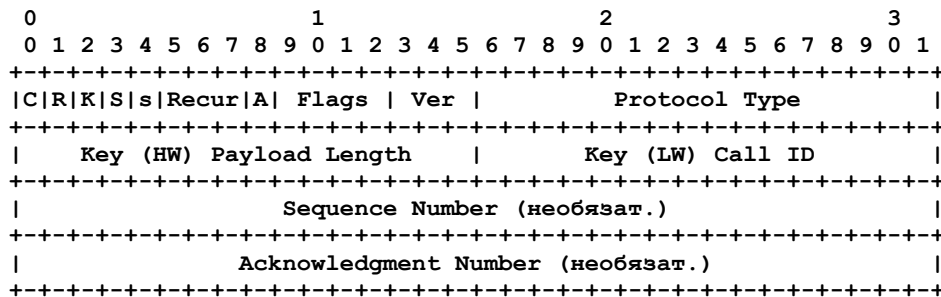 0 1 2 3
0 1 2 3 4 5 6 7 8 9 0 1 2 3 4 5 6 7 8 9 0 1 2 3 4 5 6 7 8 9 0 1
+-+-+-+-+-+-+-+-+-+-+-+-+-+-+-+-+-+-+-+-+-+-+-+-+-+-+-+-+-+-+-+-+
|C|R|K|S|s|Recur|A| Flags | Ver | Protocol Type |
+-+-+-+-+-+-+-+-+-+-+-+-+-+-+-+-+-+-+-+-+-+-+-+-+-+-+-+-+-+-+-+-+
| Key (HW) Payload Length | Key (LW) Call ID |
+-+-+-+-+-+-+-+-+-+-+-+-+-+-+-+-+-+-+-+-+-+-+-+-+-+-+-+-+-+-+-+-+
| Sequence Number (необязат.) |
+-+-+-+-+-+-+-+-+-+-+-+-+-+-+-+-+-+-+-+-+-+-+-+-+-+-+-+-+-+-+-+-+
| Acknowledgment Number (необязат.) |
+-+-+-+-+-+-+-+-+-+-+-+-+-+-+-+-+-+-+-+-+-+-+-+-+-+-+-+-+-+-+-+-+